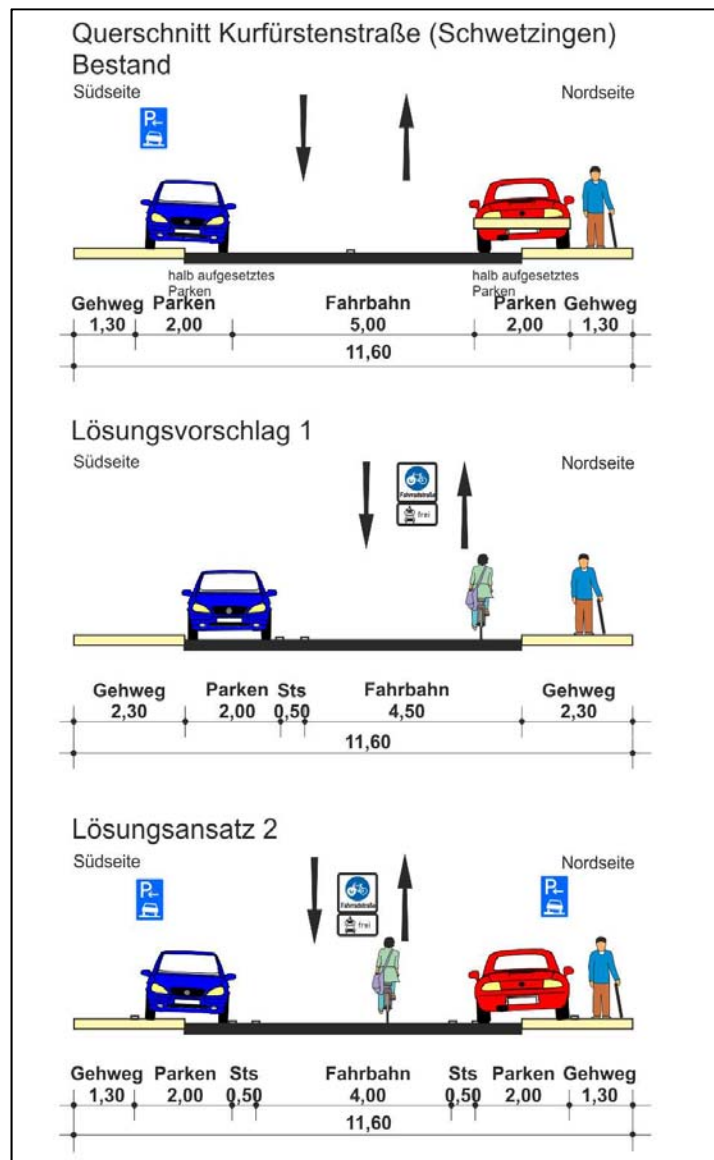 Querschnitt Kurfürstenstraße (Schwetzingen)
Bestand
Südseite Nordseite
P
halb aufgesetztes Parken halb aufgesetztes Parken
Gehweg Parken Fahrbahn Parken Gehweg
1,30 2,00 5,00 2,00 1,30
11,60
Lösungsvorschlag 1
Südseite Nordseite
Fahrradstraße
frei
Gehweg Parken Sts Fahrbahn Gehweg
2,30 2,00 0,50 4,50 2,30
11,60
Lösungsansatz 2
Südseite Nordseite
P P
Fahrradstraße
frei
Gehweg Parken Sts Fahrbahn Sts Parken Gehweg
1,30 2,00 0,50 4,00 0,50 2,00 1,30
11,60